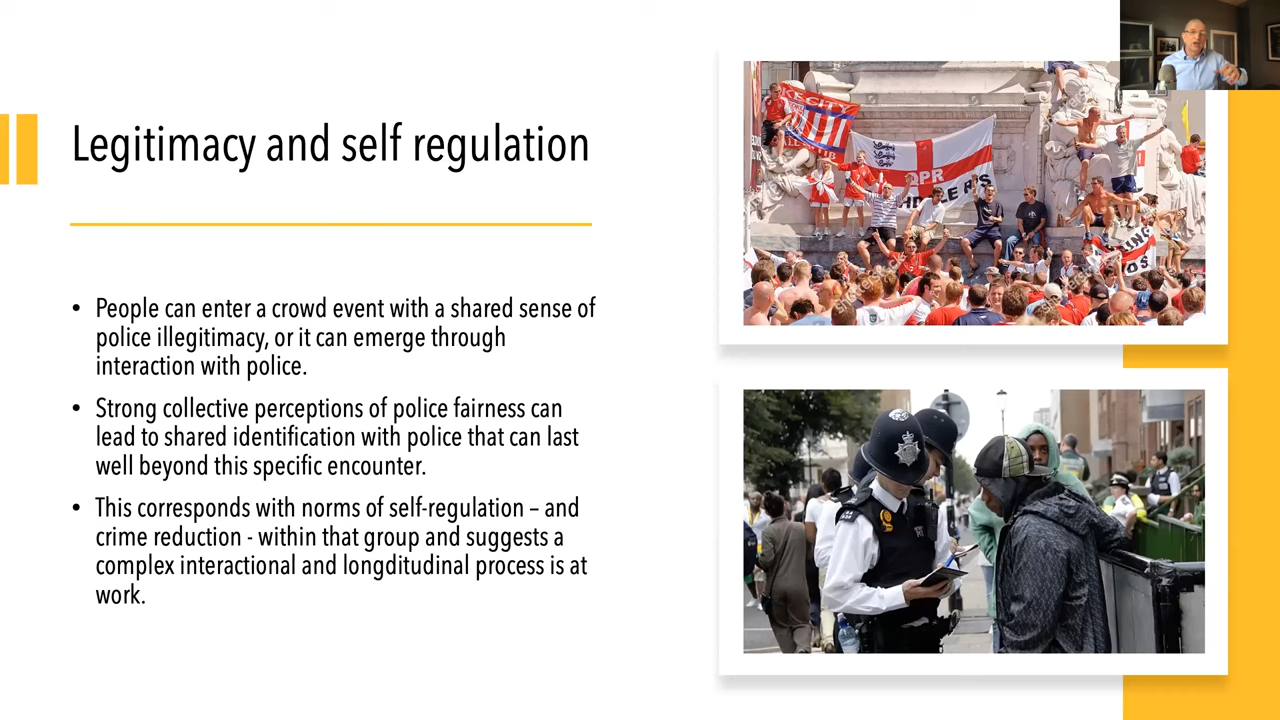 Legitimacy and self regulation
• People can enter a crowd event with a shared sense of
police illegitimacy, or it can emerge through
interaction with police.
• Strong collective perceptions of police fairness can
lead to shared identification with police that can last
well beyond this specific encounter.
• This corresponds with norms of self-regulation – and
crime reduction - within that group and suggests a
complex interactional and longditudinal process is at
work.
KE CITY
QPR